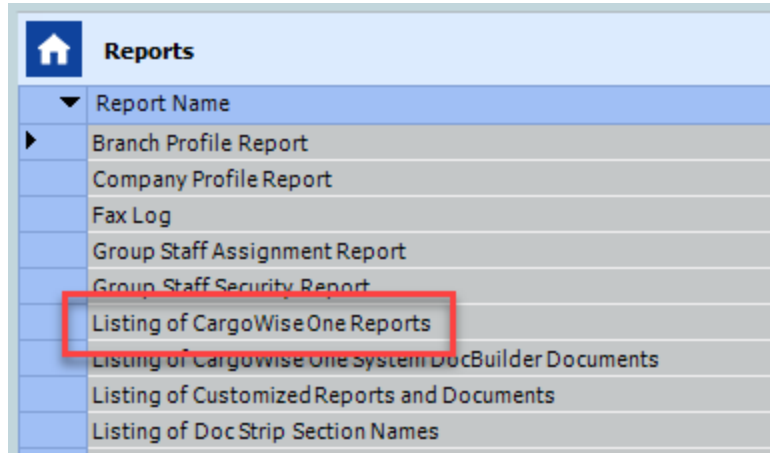 Reports
Report Name
Branch Profile Report
Company Profile Report
Fax Log
Group Staff Assignment Report
Group Staff Security Report
Listing of CargoWise One Reports
Listing of CargoWise One System DocBuilder Documents
Listing of Customized Reports and Documents
Listing of Doc Strip Section Names